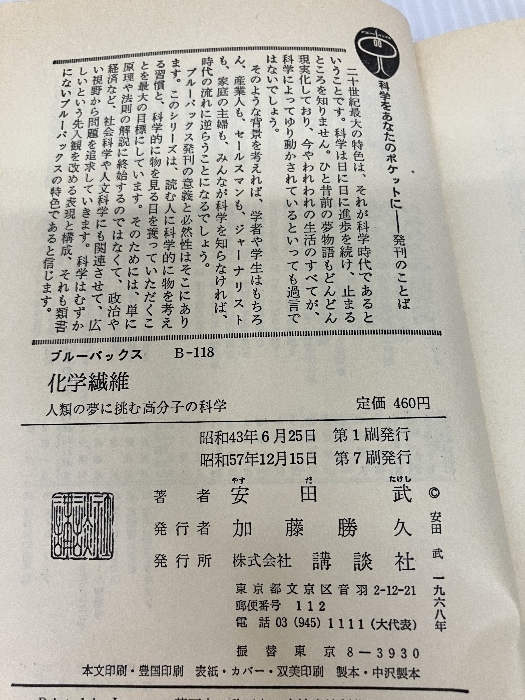 科学をあなたのポケットに――発刊のことば
二十世紀最大の特色は、それが科学時代であると
いうことです。科学は日に日に進歩を続け、止まる
ところを知りません。ひと昔前の夢物語もどんどん
現実化しており、今やわれわれの生活のすべてが、
科学によってゆり動かされているといっても過言で
はないでしょう。
そのような背景を考えれば、学者や学生はもちろ
ん、産業人も、セールスマンも、ジャーナリスト
も、家庭の主婦も、みんなが科学を知らなければ、
時代の流れに逆らうことになるでしょう。
ブルーバックス発刊の意義と必然性はそこにあり
ます。このシリーズは、読む人に科学的に物を考え
る習慣と、科学的に物を見る目を養っていただくこ
とを最大の目標にしています。そのためには、単に
原理や法則の解説に終始するのではなくて、政治や
経済など、社会科学や人文科学にも関連させて、広
い視野から問題を追求していきます。科学はむずか
しいという先入観を改める表現と構成、それも類書
にないブルーバックスの特色であると信じます。
ブルーバックス B-118
化学繊維
人類の夢に挑む高分子の科学 定価 460円
昭和43年6月25日 第1刷発行
昭和57年12月15日 第7刷発行
やす だ たけし
著者 安田 武
発行者 加藤勝久
発行所 株式会社 講談社
東京都文京区音羽2-12-21
郵便番号 112
電話 03 (945) 1111 (大代表)
振替 東京 8-3930
本文印刷・豊国印刷 表紙・カバー・双美印刷 製本・中沢製本
© 安田 武 一九六八年